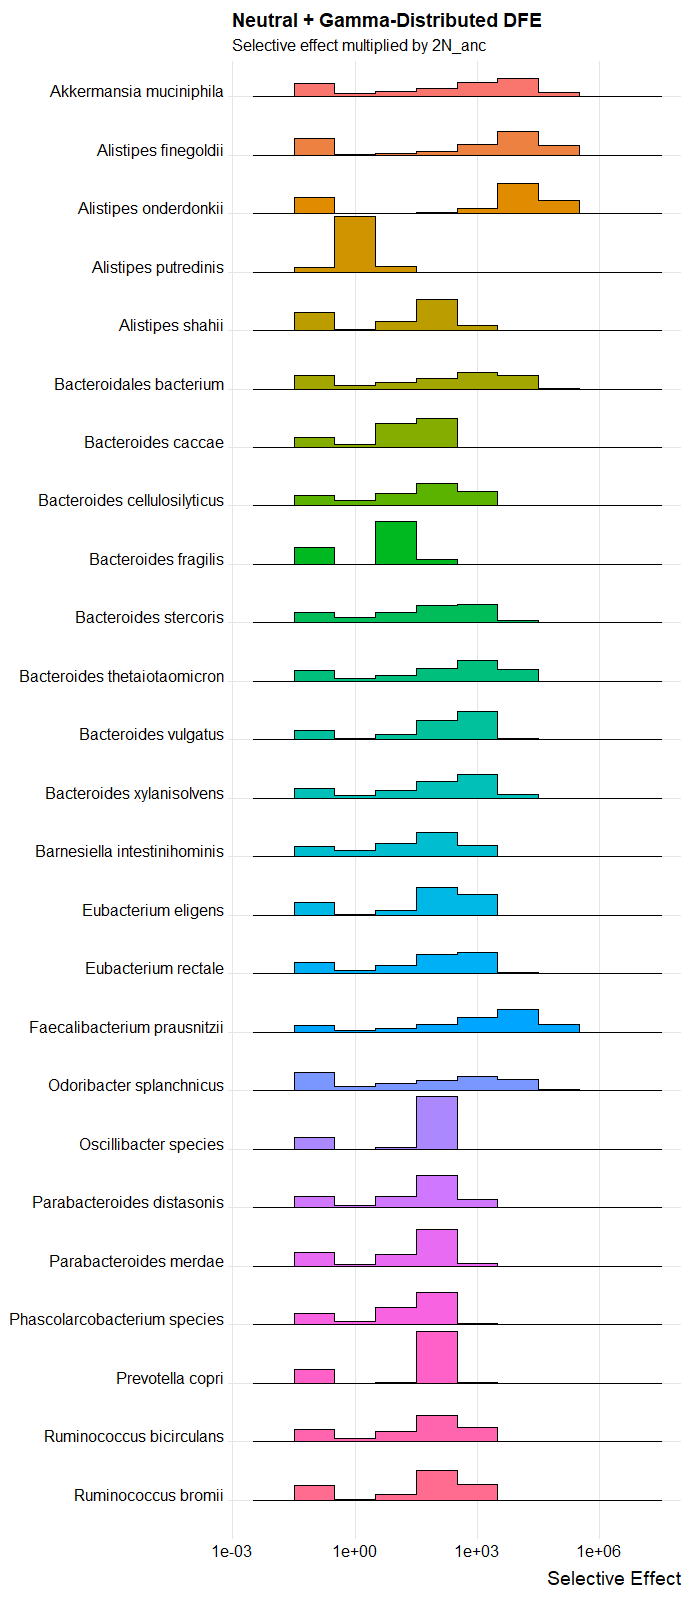 Neutral + Gamma-Distributed DFE
Selective effect multiplied by 2N_anc
Akkermansia muciniphila
Alistipes finegoldii
Alistipes onderdonkii
Alistipes putredinis
Alistipes shahii
Bacteroidales bacterium
Bacteroides caccae
Bacteroides cellulosilyticus
Bacteroides fragilis
Bacteroides stercoris
Bacteroides thetaiotaomicron
Bacteroides vulgatus
Bacteroides xylanisolvens
Barnesiella intestinihominis
Eubacterium eligens
Eubacterium rectale
Faecalibacterium prausnitzii
Odoribacter splanchnicus
Oscillibacter species
Parabacteroides distasonis
Parabacteroides merdae
Phascolarcobacterium species
Prevotella copri
Ruminococcus bicirculans
Ruminococcus bromii
1e-03 1e+00 1e+03 1e+06
Selective Effect